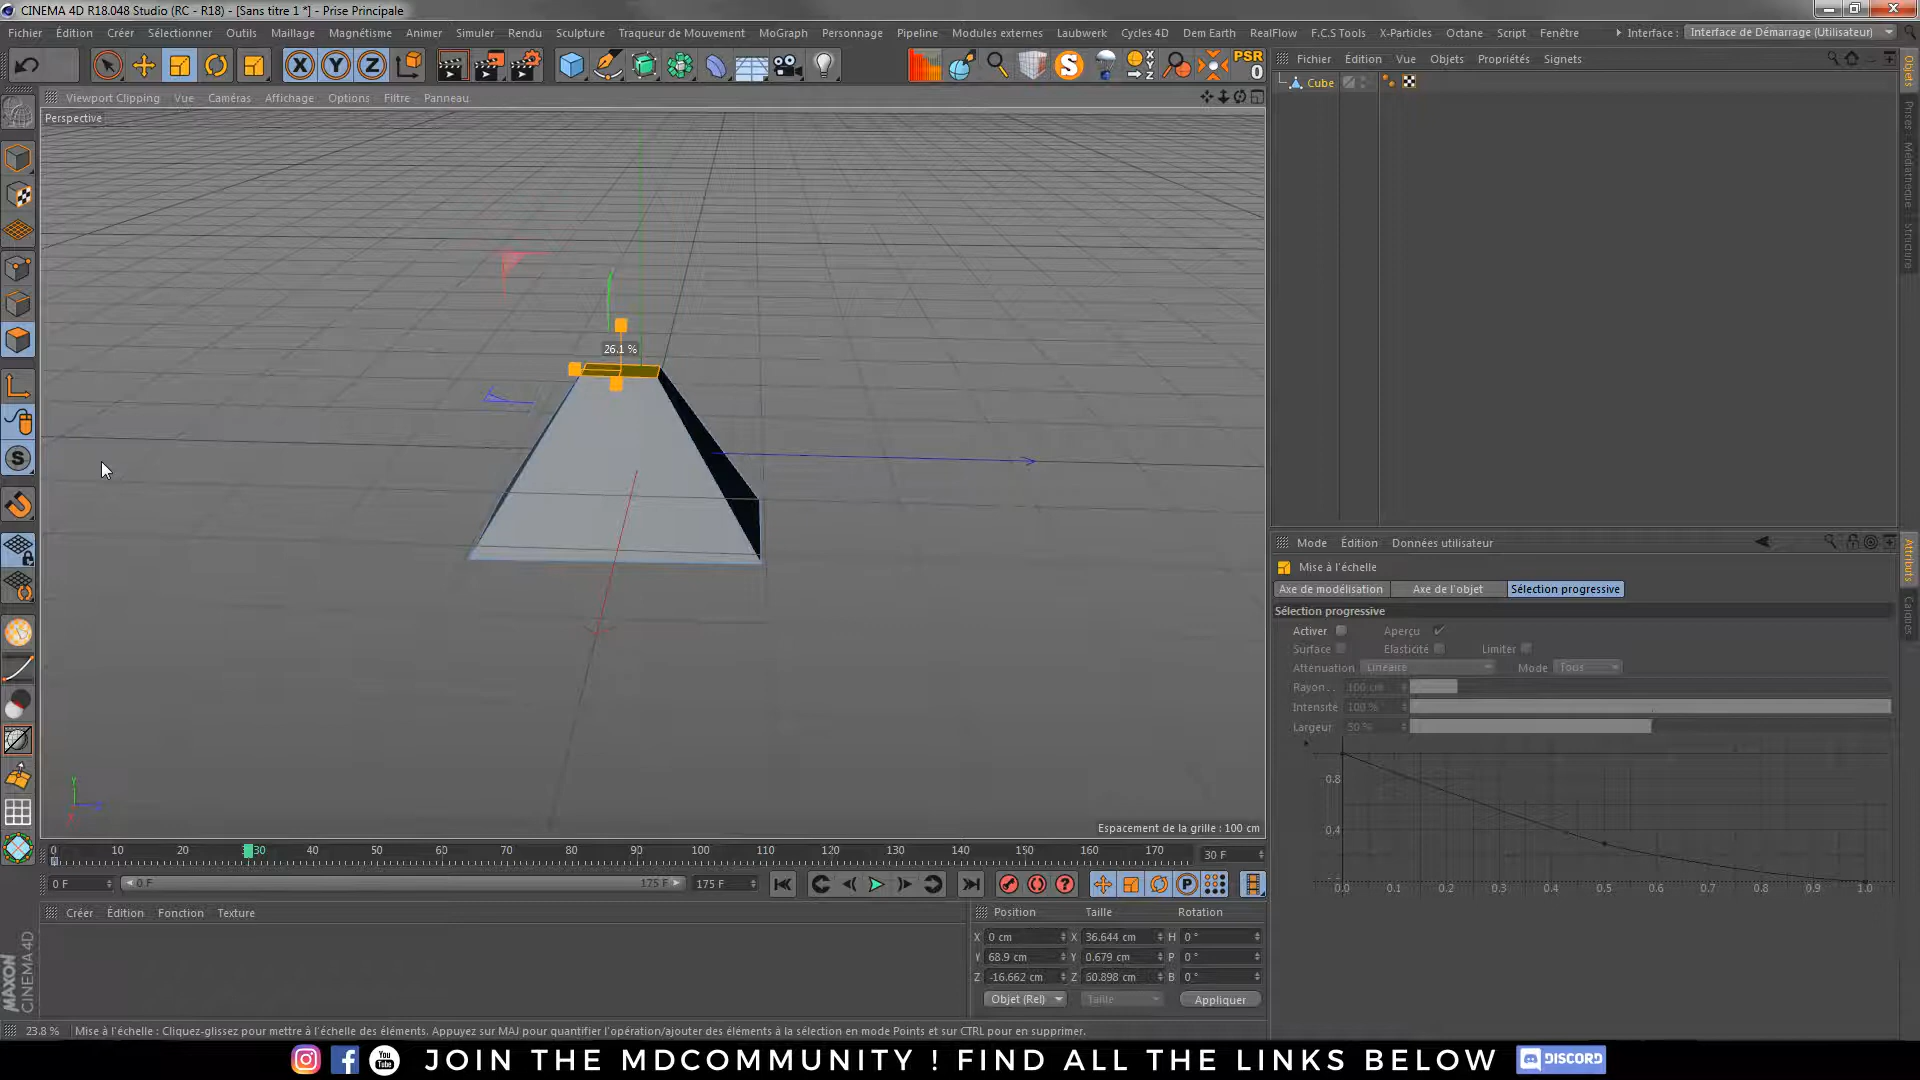 CINEMA 4D R18.048 Studio (RC - R18) - [Sans titre 1 *] - Prise Principale
Fichier Édition Créer Sélectionner Outils Maillage Magnétisme Animer Simuler Rendu Sculpture Traqueur de Mouvement MoGraph Personnage Pipeline Modules externes Laubwerk Cycles 4D Dem Earth RealFlow F.C.S Tools X-Particles Octane Script Fenêtre Interface : Interface de Démarrage (Utilisateur)
X Y Z
S
PSR
0
Fichier Édition Vue Objets Propriétés Signets
Objets
Prises
Médiathèque
Structure
Cube
Viewport Clipping Vue Caméras Affichage Options Filtre Panneau
Perspective
26.1 %
S
Y
Espacement de la grille : 100 cm
Mode Édition Données utilisateur
Attributs
Calques
Mise à l'échelle
Axe de modélisation Axe de l'objet Sélection progressive
Sélection progressive
Activer Aperçu
Surface Elasticité Limiter
Atténuation Linéaire Mode Tous
Rayon . . 100 cm
Intensité 100 %
Largeur 50 %
0.8
0.4
0.0 0.1 0.2 0.3 0.4 0.5 0.6 0.7 0.8 0.9 1.0
0 10 20 30 40 50 60 70 80 90 100 110 120 130 140 150 160 170 30 F
0 F 0 F 175 F 175 F
P
Créer Édition Fonction Texture
Position Taille Rotation
X 0 cm X 36.644 cm H 0 °
Y 68.9 cm Y 0.679 cm P 0 °
Z -16.662 cm Z 60.898 cm B 0 °
Objet (Rel) Taille Appliquer
MAXON
CINEMA 4D
23.8 % Mise à l'échelle : Cliquez-glissez pour mettre à l'échelle des éléments. Appuyez sur MAJ pour quantifier l'opération/ajouter des éléments à la sélection en mode Points et sur CTRL pour en supprimer.
You Tube JOIN THE MDCOMMUNITY ! FIND ALL THE LINKS BELOW DISCORD